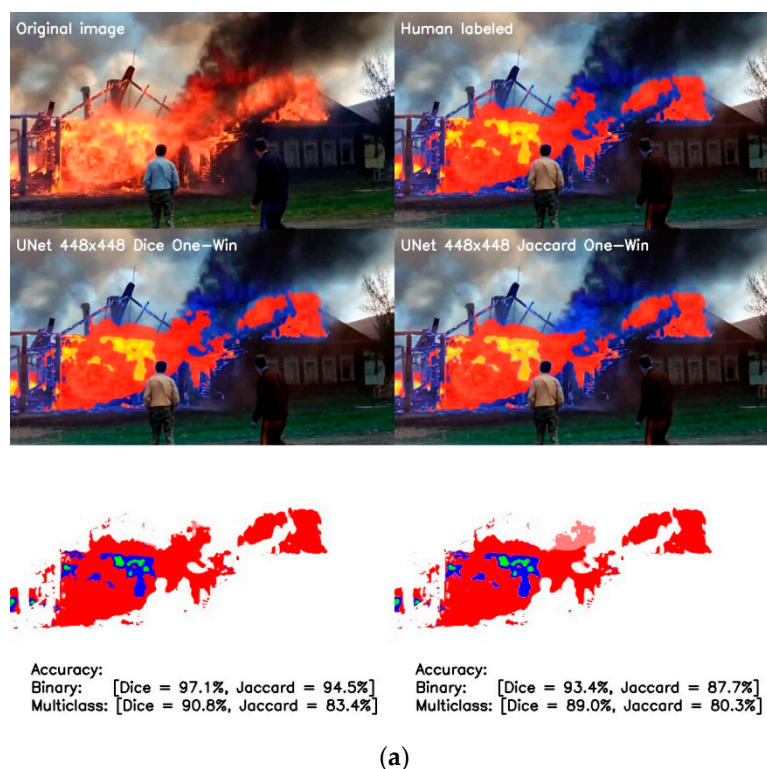 Original image
Human labeled
UNet 448x448 Dice One-Win
UNet 448x448 Jaccard One-Win
Accuracy:
Binary: [Dice = 97.1%, Jaccard = 94.5%]
Multiclass: [Dice = 90.8%, Jaccard = 83.4%]
Accuracy:
Binary: [Dice = 93.4%, Jaccard = 87.7%]
Multiclass: [Dice = 89.0%, Jaccard = 80.3%]
(a)